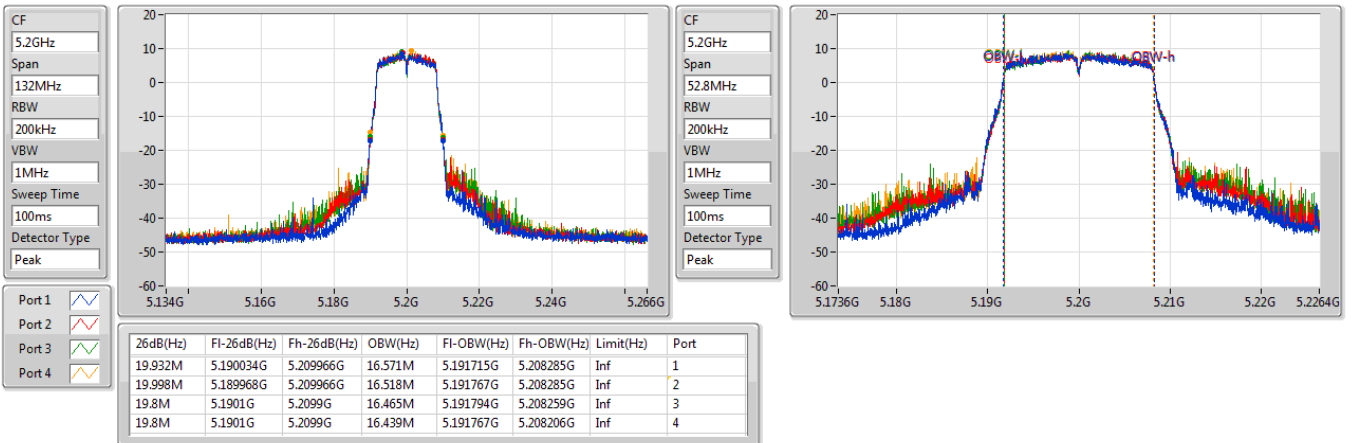 CF
5.2GHz
Span
132MHz
RBW
200kHz
VBW
1MHz
Sweep Time
100ms
Detector Type
Peak
20
10
0
-10
-20
-30
-40
-50
-60
5.134G 5.16G 5.18G 5.2G 5.22G 5.24G 5.266G
CF
5.2GHz
Span
52.8MHz
RBW
200kHz
VBW
1MHz
Sweep Time
100ms
Detector Type
Peak
20
10
0
-10
-20
-30
-40
-50
-60
OBW-l OBW-h
5.1736G 5.18G 5.19G 5.2G 5.21G 5.22G 5.2264G
Port 1
Port 2
Port 3
Port 4
26dB(Hz) Fl-26dB(Hz) Fh-26dB(Hz) OBW(Hz) Fl-OBW(Hz) Fh-OBW(Hz) Limit(Hz) Port
19.932M 5.190034G 5.209966G 16.571M 5.191715G 5.208285G Inf 1
19.998M 5.189968G 5.209966G 16.518M 5.191767G 5.208285G Inf 2
19.8M 5.1901G 5.2099G 16.465M 5.191794G 5.208259G Inf 3
19.8M 5.1901G 5.2099G 16.439M 5.191767G 5.208206G Inf 4